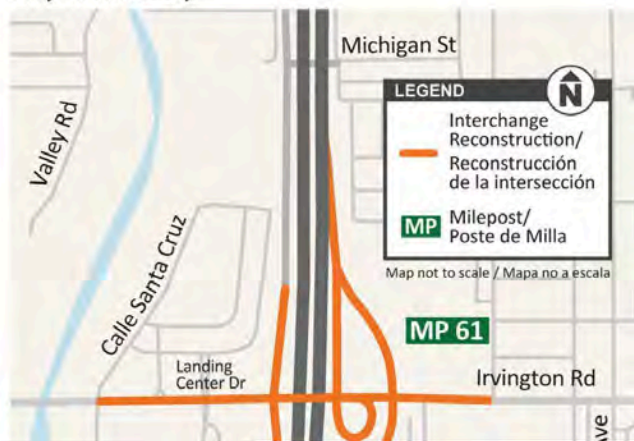 Michigan St
LEGEND
N
Interchange
Reconstruction/
Reconstrucción
de la intersección
MP
Milepost/
Poste de Milla
Map not to scale / Mapa no a escala
Valley Rd
Calle Santa Cruz
MP 61
Landing
Center Dr
Irvington Rd
Ave